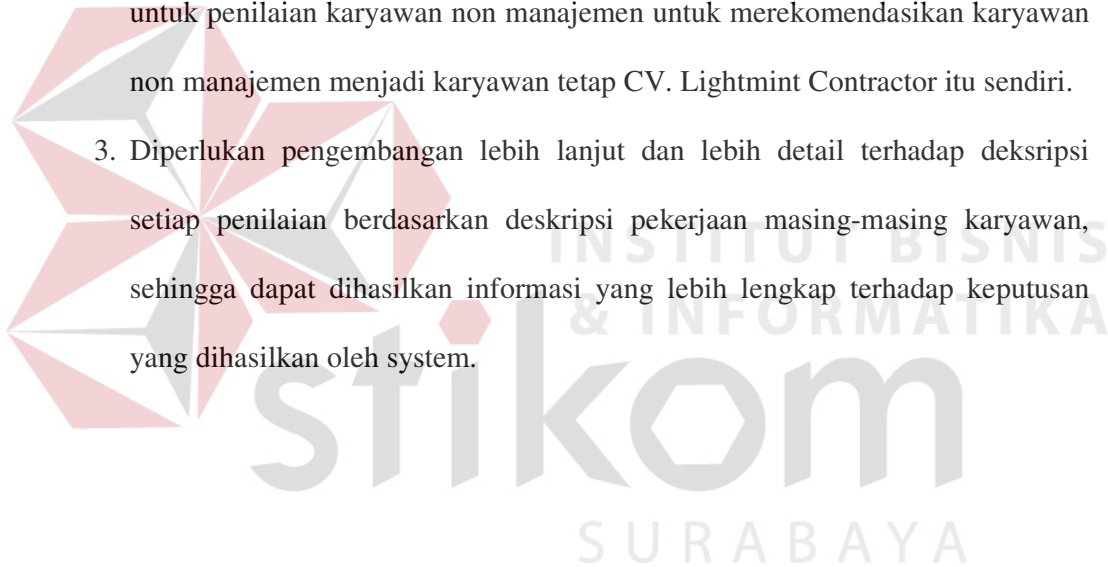 untuk penilaian karyawan non manajemen untuk merekomendasikan karyawan
non manajemen menjadi karyawan tetap CV. Lightmint Contractor itu sendiri.
3. Diperlukan pengembangan lebih lanjut dan lebih detail terhadap deksripsi
setiap penilaian berdasarkan deskripsi pekerjaan masing-masing karyawan,
sehingga dapat dihasilkan informasi yang lebih lengkap terhadap keputusan
yang dihasilkan oleh system.
INSTITUT BISNIS
& INFORMATIKA
stikom
SURABAYA